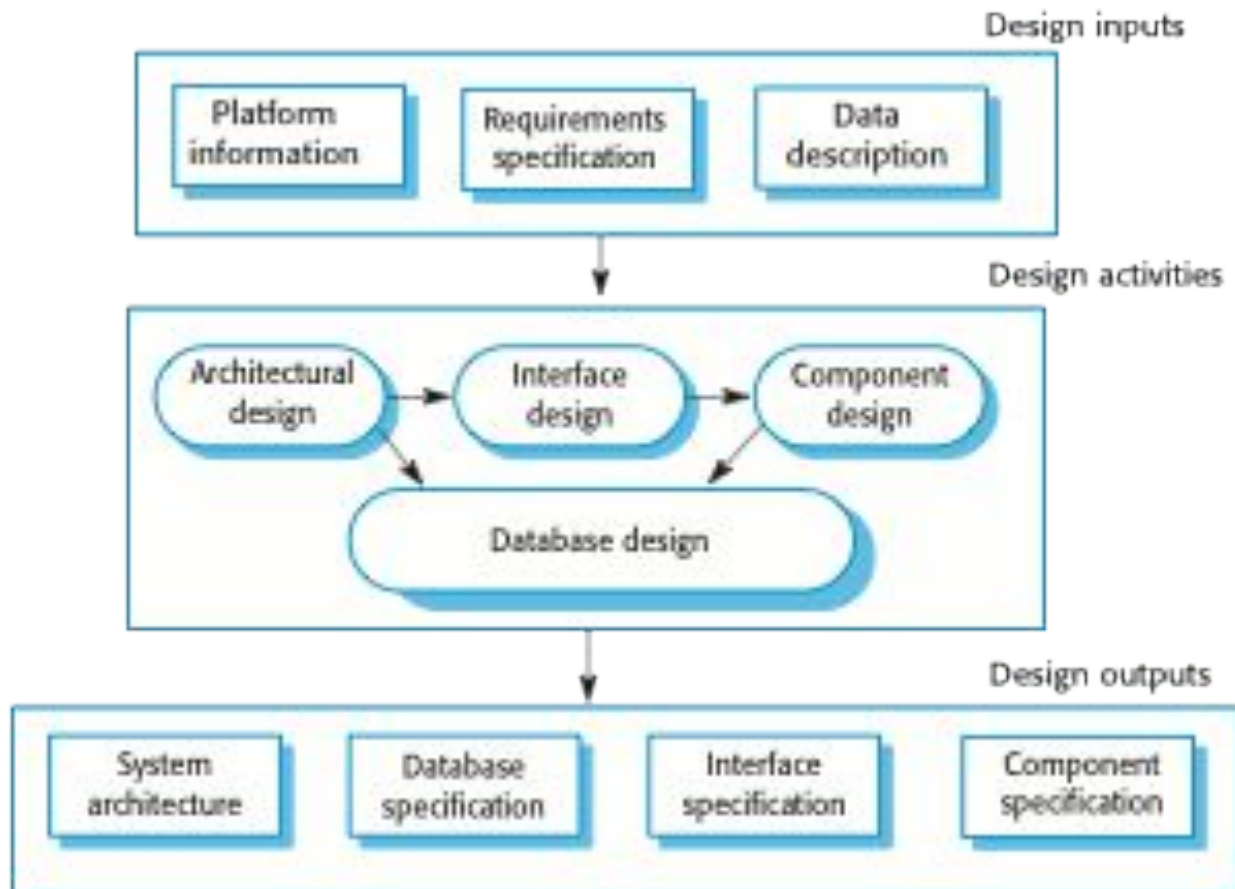 Design inputs
Platform
information
Requirements
specification
Data
description
Design activities
Architectural
design
Interface
design
Component
design
Database design
Design outputs
System
architecture
Database
specification
Interface
specification
Component
specification